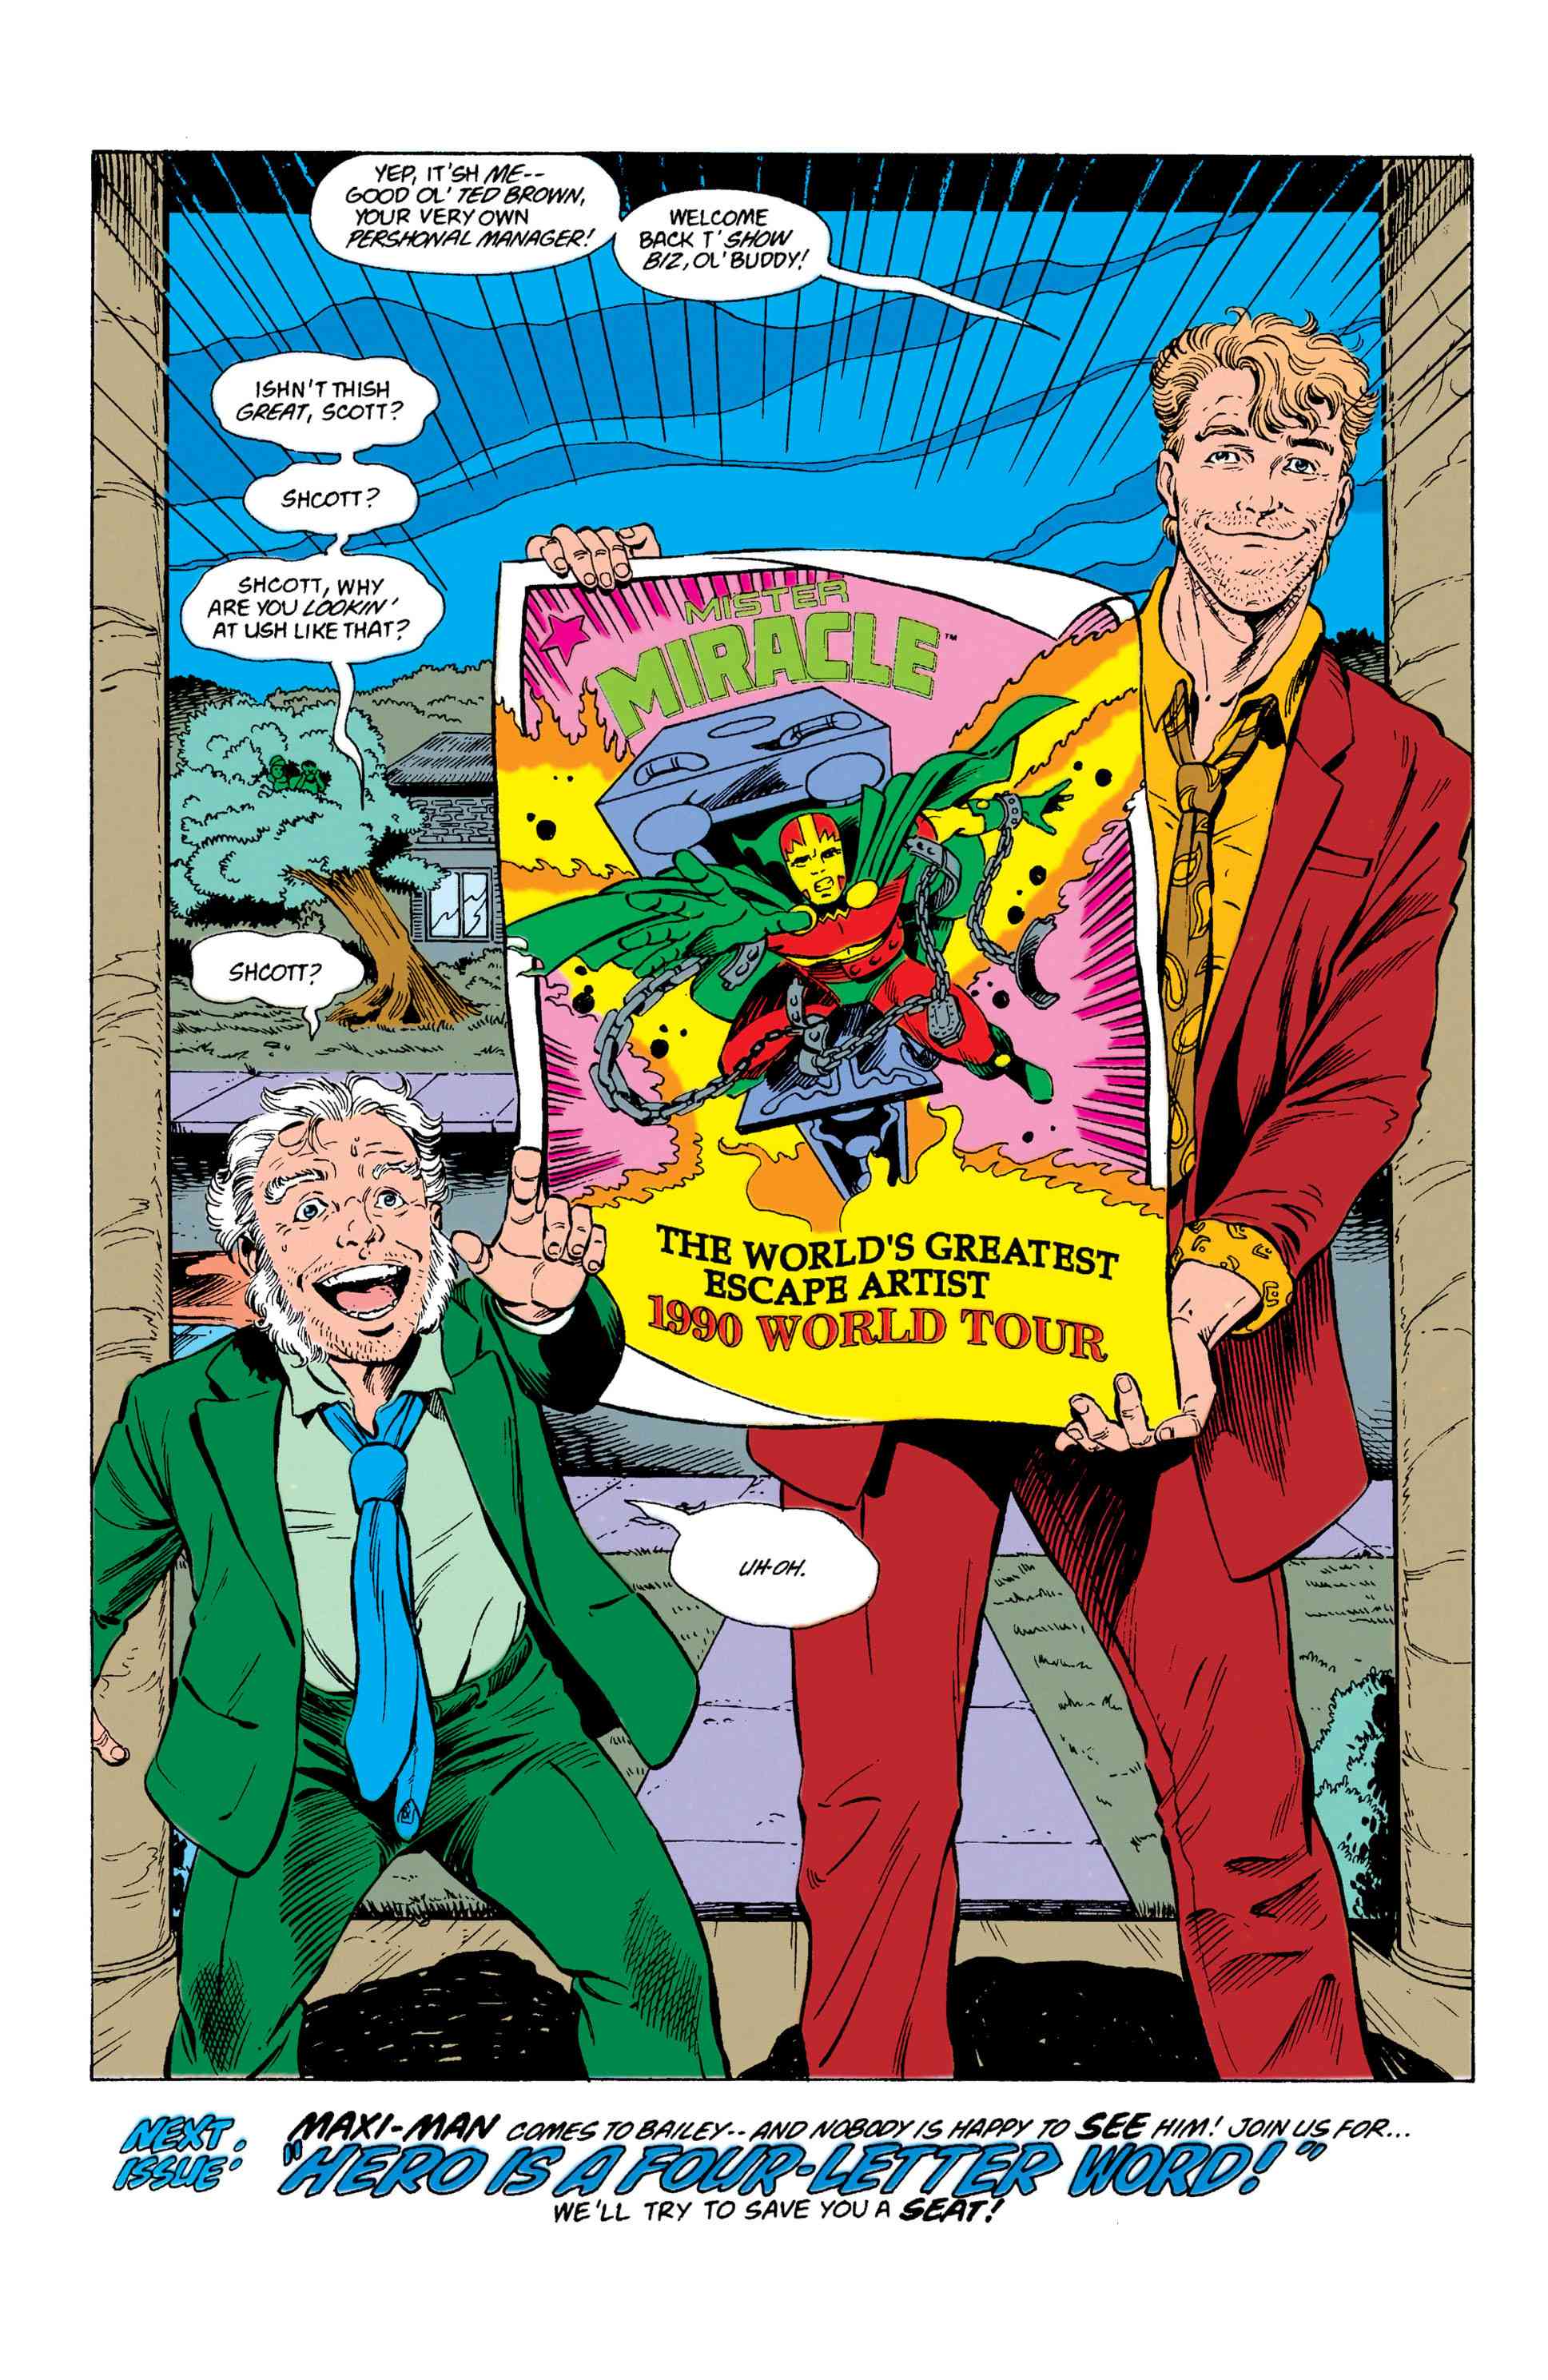 YEP, IT'SH ME--
GOOD OL' TED BROWN,
YOUR VERY OWN
PERSHONAL MANAGER!
WELCOME
BACK T' SHOW
BIZ, OL' BUDDY!
ISHN'T THISH
GREAT, SCOTT?
SHCOTT?
SHCOTT, WHY
ARE YOU LOOKIN'
AT USH LIKE THAT?
SHCOTT?
MISTER
MIRACLE™
THE WORLD'S GREATEST
ESCAPE ARTIST
1990 WORLD TOUR
UH-OH.
NEXT
ISSUE:
MAXI-MAN COMES TO BAILEY--AND NOBODY IS HAPPY TO SEE HIM! JOIN US FOR...
"HERO IS A FOUR-LETTER WORD!"
WE'LL TRY TO SAVE YOU A SEAT!